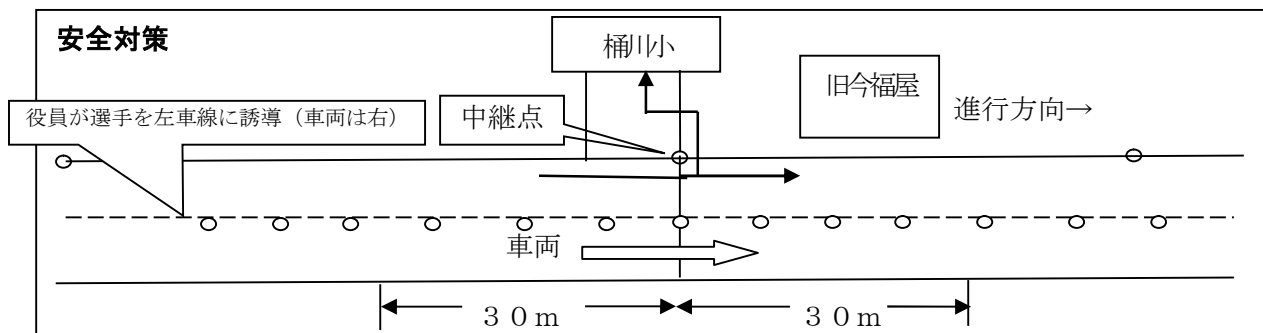 安全対策
桶川小
旧今福屋
進行方向→
役員が選手を左車線に誘導（車両は右）
中継点
車両
３０ｍ
３０ｍ